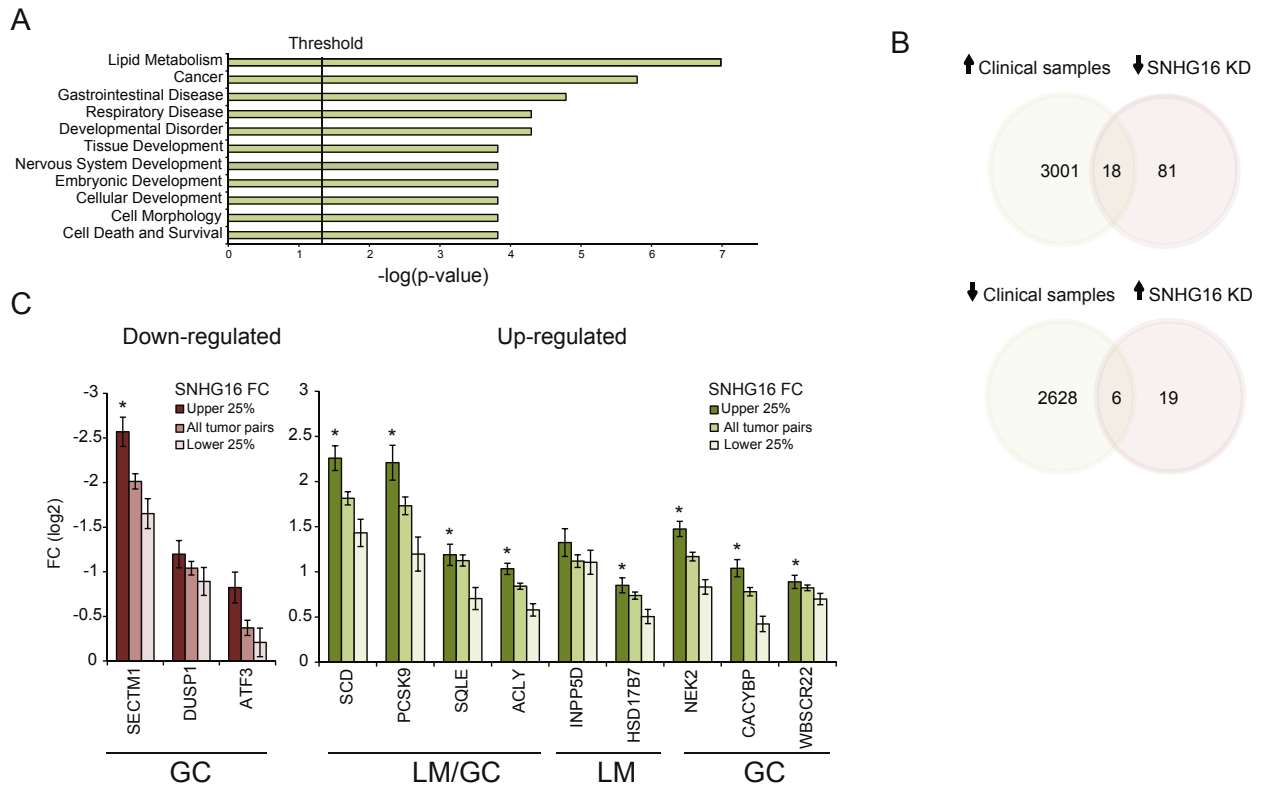 A
Threshold
Lipid Metabolism
Cancer
Gastrointestinal Disease
Respiratory Disease
Developmental Disorder
Tissue Development
Nervous System Development
Embryonic Development
Cellular Development
Cell Morphology
Cell Death and Survival
0 1 2 3 4 5 6 7
-log(p-value)
B
Clinical samples SNHG16 KD
3001 18 81
Clinical samples SNHG16 KD
2628 6 19
C
Down-regulated
FC (log2)
-3
-2.5
-2
-1.5
-1
-0.5
0
SNHG16 FC
Upper 25%
All tumor pairs
Lower 25%
*
SECTM1
DUSP1
ATF3
GC
Up-regulated
3
2.5
2
1.5
1
0.5
0
SNHG16 FC
Upper 25%
All tumor pairs
Lower 25%
* * * * * * * *
SCD
PCSK9
SQLE
ACLY
INPP5D
HSD17B7
NEK2
CACYBP
WBSCR22
LM/GC
LM
GC